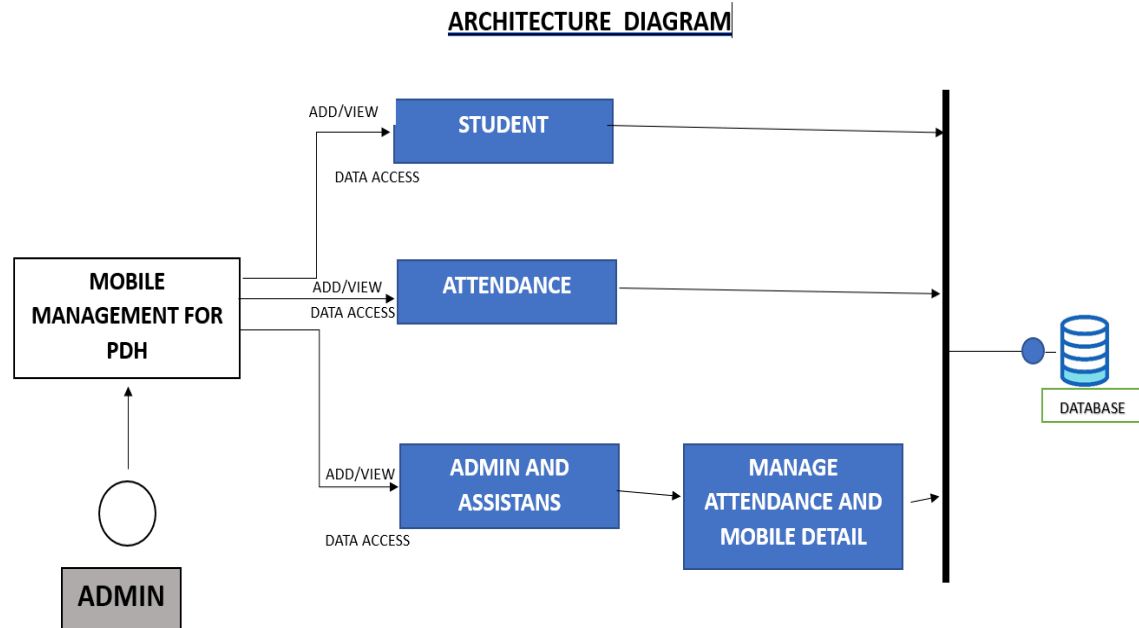 ARCHITECTURE DIAGRAM
ADD/VIEW
STUDENT
DATA ACCESS
MOBILE
MANAGEMENT FOR
PDH
ADD/VIEW
ATTENDANCE
DATA ACCESS
DATABASE
ADD/VIEW
ADMIN AND
ASSISTANS
MANAGE
ATTENDANCE AND
MOBILE DETAIL
DATA ACCESS
ADMIN